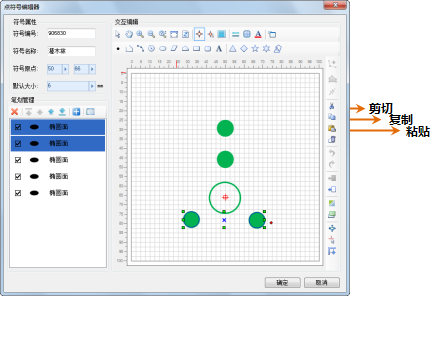 点符号编辑器
符号属性
符号编号: 906830
符号名称: 灌木林
符号原点: 50 86
默认大小: 6
笔划管理
椭圆面
椭圆面
椭圆面
椭圆面
椭圆面
交互编辑
确定 取消
剪切
复制
粘贴